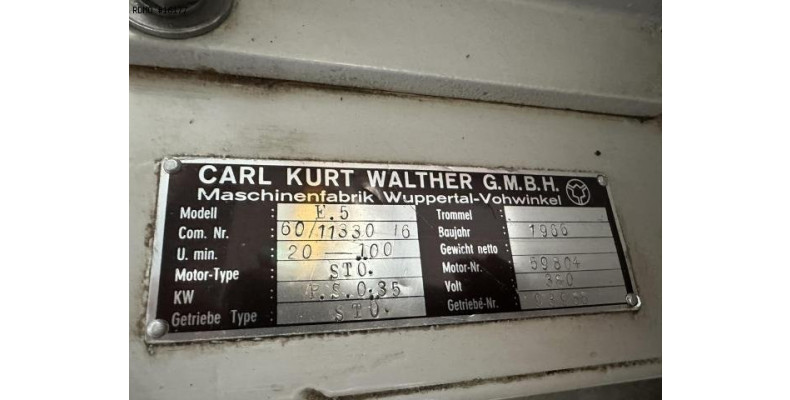 CARL KURT WALTHER G.M.B.H.
Maschinenfabrik Wuppertal-Vohwinkel
Modell : E.5
Com. Nr. : 60/11330/6
U. min. : 20—100
Motor-Type : STÖ.
KW : P.S.0.35
Getriebe Type : STÖ.
Trommel :
Baujahr : 1966
Gewicht netto :
Motor-Nr. : 59804
Volt : 380
Getriebe-Nr. :